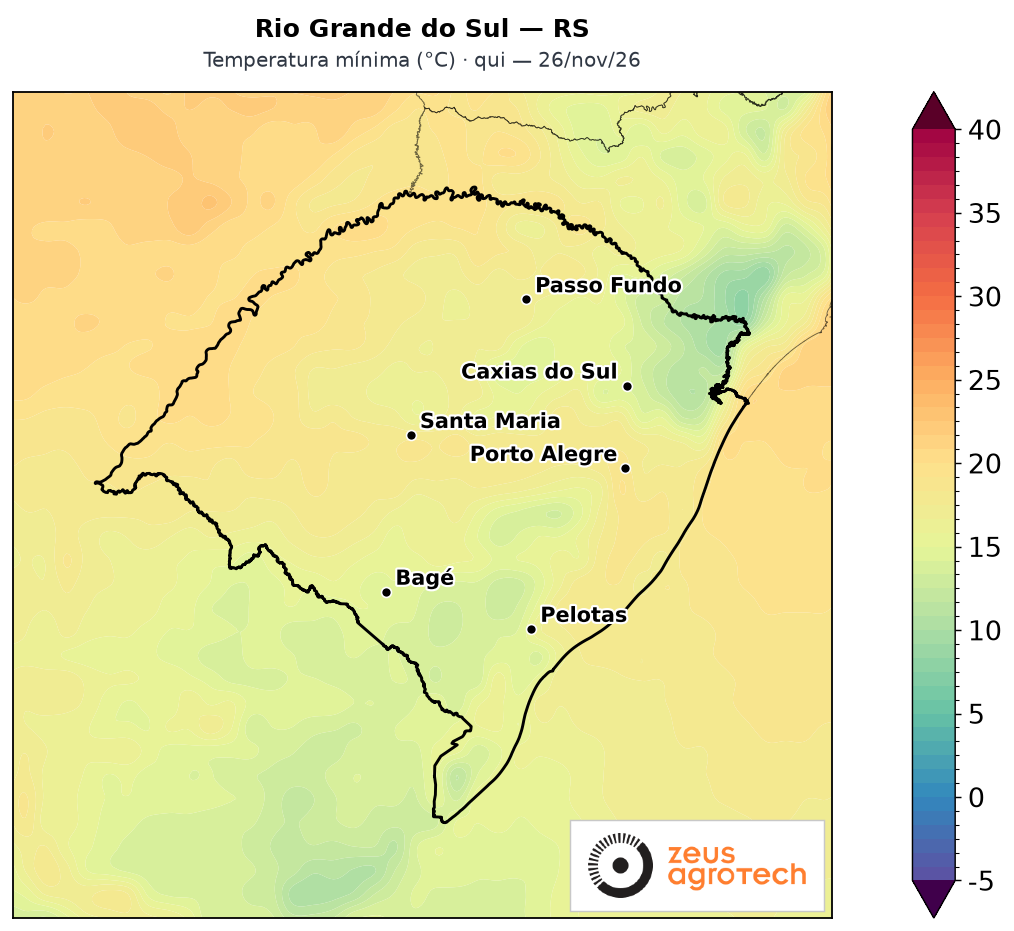 Rio Grande do Sul — RS
Temperatura mínima (°C) · qui — 26/nov/26
Passo Fundo
Caxias do Sul
Santa Maria
Porto Alegre
Bagé
Pelotas
40
35
30
25
20
15
10
5
0
-5
zeus
agrotech